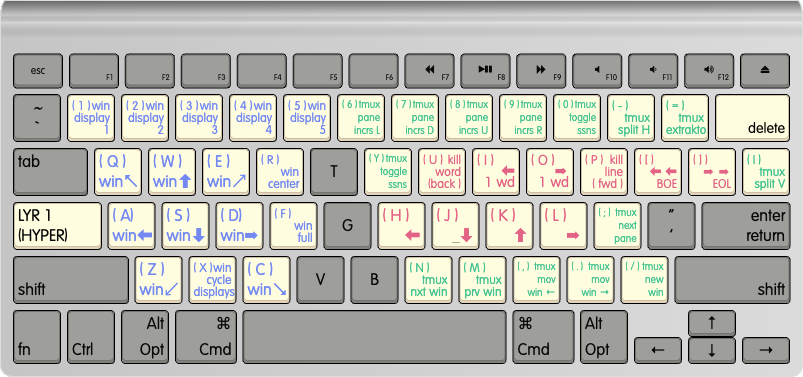 esc F1 F2 F3 F4 F5 F6 F7 F8 F9 F10 F11 F12
~ (1)win (2)win (3)win (4)win (5)win (6)tmux (7)tmux (8)tmux (9)tmux (0)tmux (-) (=)
` display display display display display pane pane pane pane toggle tmux tmux delete
1 2 3 4 5 incrs L incrs D incrs U incrs R ssns split H extrakto
tab (Q) (W) (E) (R) T (Y)tmux (U) kill (I) ⬅ (O) ➡ (P) kill ([) ⬅ ⬅ (]) ➡ ➡ (\) tmux
win↖ win⬆ win↗ win toggle word 1 wd 1 wd line BOE EOL split V
center ssns (back) (fwd)
LYR 1 (A) (S) (D) (F) G (H) (J) (K) (L) (;) tmux " enter
(HYPER) win⬅ win⬇ win➡ win ⬅ _⬇ ⬆ ➡ next ' return
full pane
shift (Z) (X)win (C) V B (N) (M) (,) tmux (.) tmux (/) tmux shift
win↙ cycle win↘ tmux tmux mov mov new
displays nxt win prv win win ← win → win
fn Ctrl Alt ⌘ ⌘ Alt ↑
Opt Cmd Cmd Opt ← ↓ →